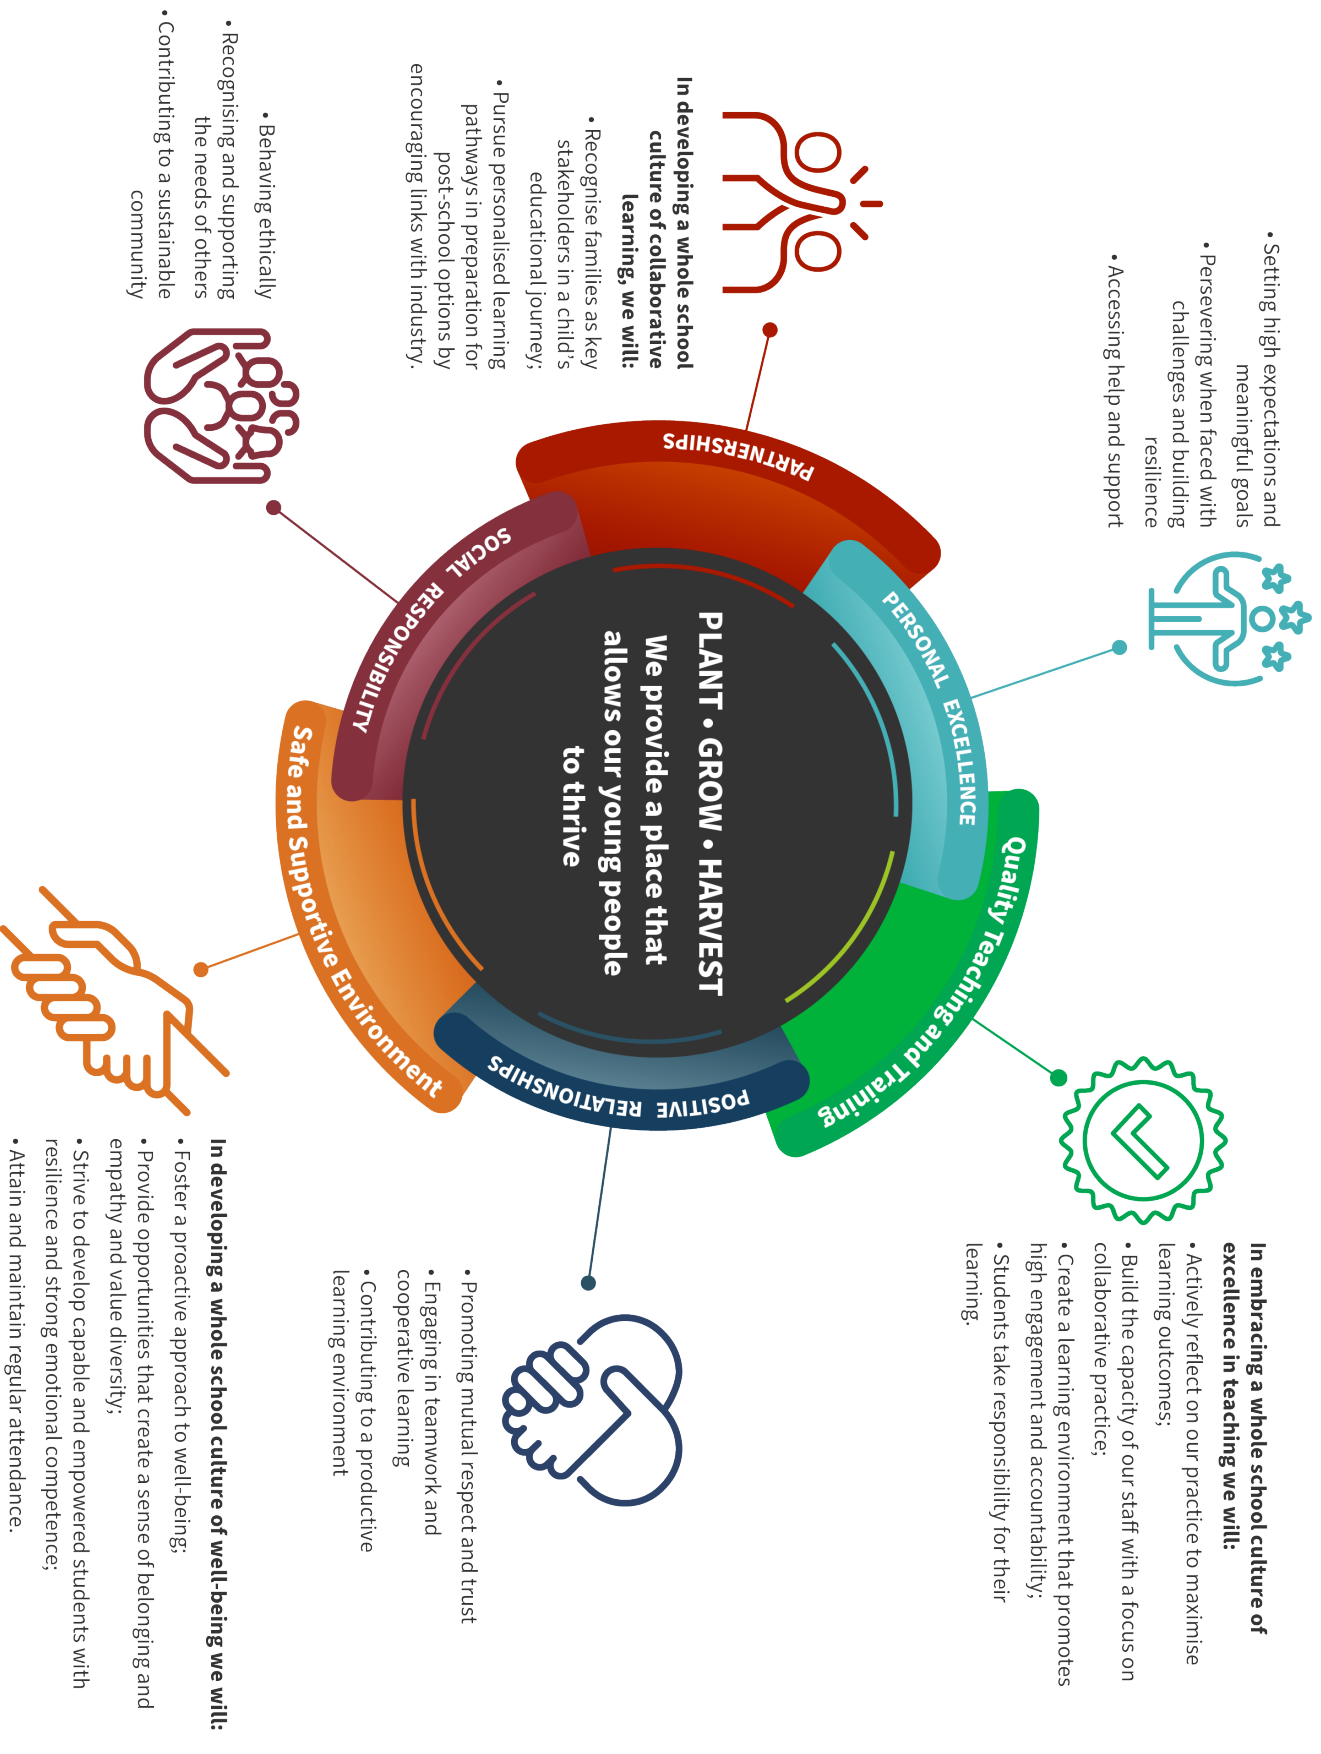 PLANT • GROW • HARVEST
We provide a place that
allows our young people
to thrive
PERSONAL EXCELLENCE
• Setting high expectations and
meaningful goals
• Persevering when faced with
challenges and building
resilience
• Accessing help and support
Quality Teaching and Training
In embracing a whole school culture of
excellence in teaching we will:
• Actively reflect on our practice to maximise
learning outcomes;
• Build the capacity of our staff with a focus on
collaborative practice;
• Create a learning environment that promotes
high engagement and accountability;
• Students take responsibility for their
learning.
POSITIVE RELATIONSHIPS
• Promoting mutual respect and trust
• Engaging in teamwork and
cooperative learning
• Contributing to a productive
learning environment
Safe and Supportive Environment
In developing a whole school culture of well-being we will:
• Foster a proactive approach to well-being;
• Provide opportunities that create a sense of belonging and
empathy and value diversity;
• Strive to develop capable and empowered students with
resilience and strong emotional competence;
• Attain and maintain regular attendance.
SOCIAL RESPONSIBILITY
• Behaving ethically
• Recognising and supporting
the needs of others
• Contributing to a sustainable
community
PARTNERSHIPS
In developing a whole school
culture of collaborative
learning, we will:
• Recognise families as key
stakeholders in a child's
educational journey;
• Pursue personalised learning
pathways in preparation for
post-school options by
encouraging links with industry.